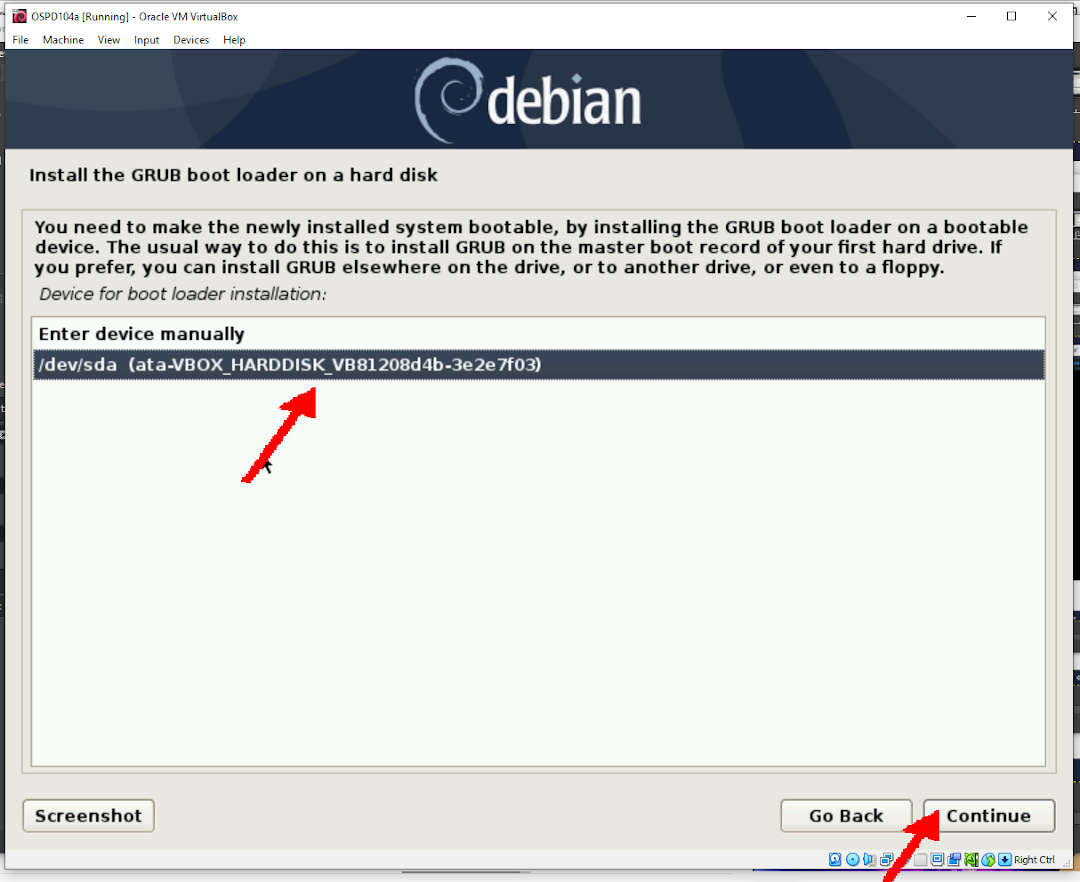 OSPD104a [Running] - Oracle VM VirtualBox
File Machine View Input Devices Help
debian
Install the GRUB boot loader on a hard disk
You need to make the newly installed system bootable, by installing the GRUB boot loader on a bootable
device. The usual way to do this is to install GRUB on the master boot record of your first hard drive. If
you prefer, you can install GRUB elsewhere on the drive, or to another drive, or even to a floppy.
Device for boot loader installation:
Enter device manually
/dev/sda (ata-VBOX_HARDDISK_VB81208d4b-3e2e7f03)
Screenshot
Go Back
Continue
Right Ctrl